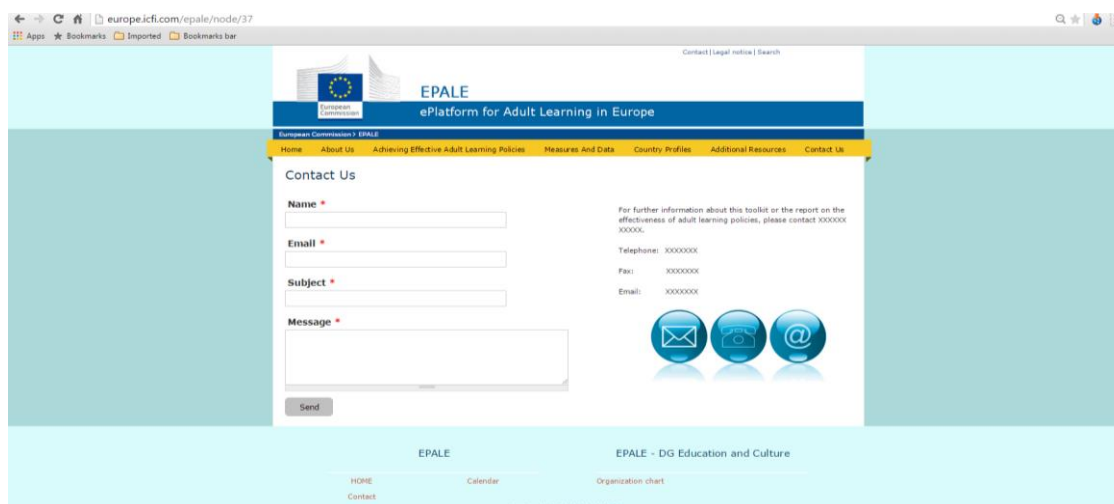 europe.icfi.com/epale/node/37
Apps Bookmarks Imported Bookmarks bar
Contact | Legal notice | Search
European
Commission
EPALE
ePlatform for Adult Learning in Europe
European Commission > EPALE
Home About Us Achieving Effective Adult Learning Policies Measures And Data Country Profiles Additional Resources Contact Us
Contact Us
Name *
Email *
Subject *
Message *
Send
For further information about this toolkit or the report on the
effectiveness of adult learning policies, please contact XXXXXX
XXXXX.
Telephone: XXXXXXX
Fax: XXXXXXX
Email: XXXXXXX
@
EPALE
HOME Calendar
Contact
EPALE - DG Education and Culture
Organization chart